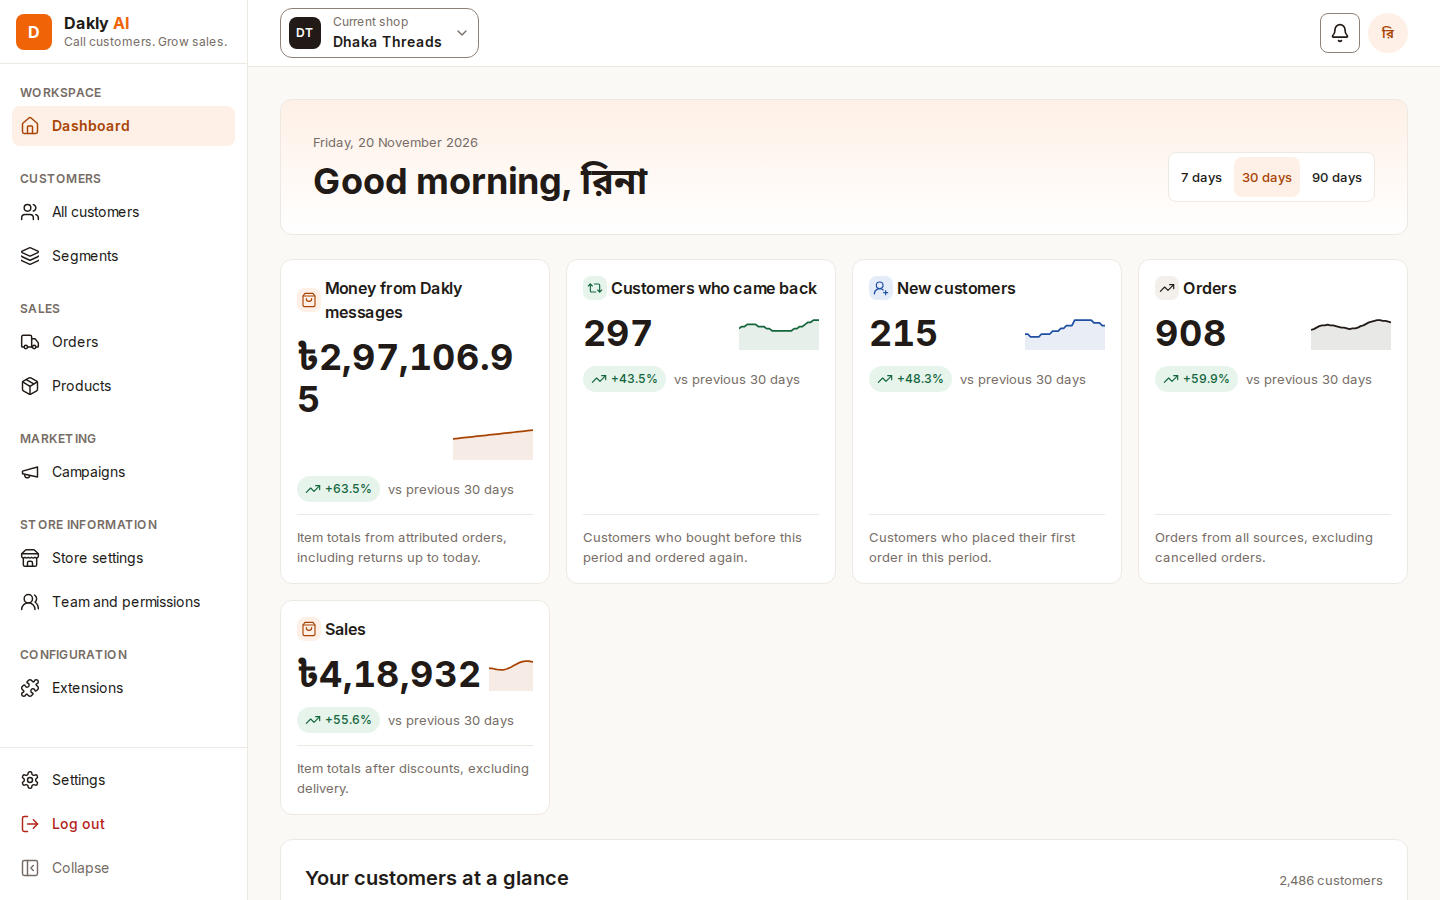 D
Dakly AI
Call customers. Grow sales.
WORKSPACE
Dashboard
CUSTOMERS
All customers
Segments
SALES
Orders
Products
MARKETING
Campaigns
STORE INFORMATION
Store settings
Team and permissions
CONFIGURATION
Extensions
Settings
Log out
Collapse
DT
Current shop
Dhaka Threads
রি
Friday, 20 November 2026
Good morning, রিনা
7 days
30 days
90 days
Money from Dakly
messages
৳2,97,106.9
5
+63.5% vs previous 30 days
Item totals from attributed orders,
including returns up to today.
Customers who came back
297
+43.5% vs previous 30 days
Customers who bought before this
period and ordered again.
New customers
215
+48.3% vs previous 30 days
Customers who placed their first
order in this period.
Orders
908
+59.9% vs previous 30 days
Orders from all sources, excluding
cancelled orders.
Sales
৳4,18,932
+55.6% vs previous 30 days
Item totals after discounts, excluding
delivery.
Your customers at a glance
2,486 customers